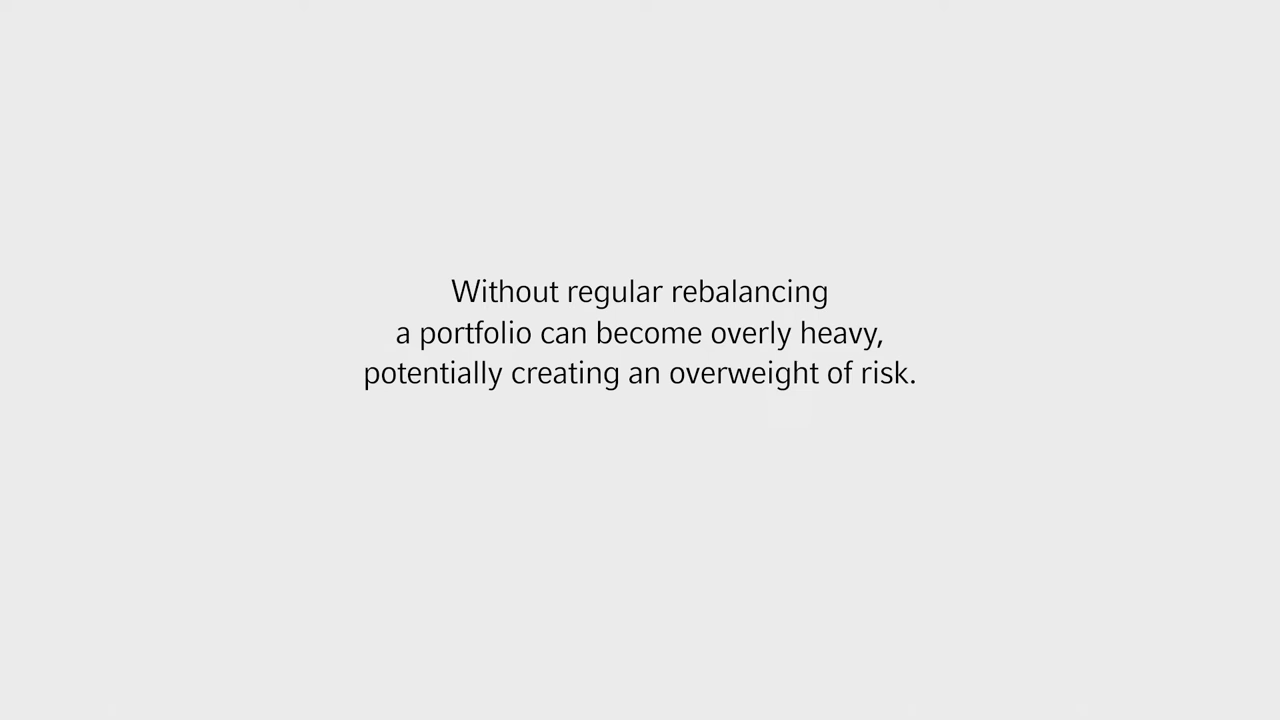 Without regular rebalancing
a portfolio can become overly heavy,
potentially creating an overweight of risk.